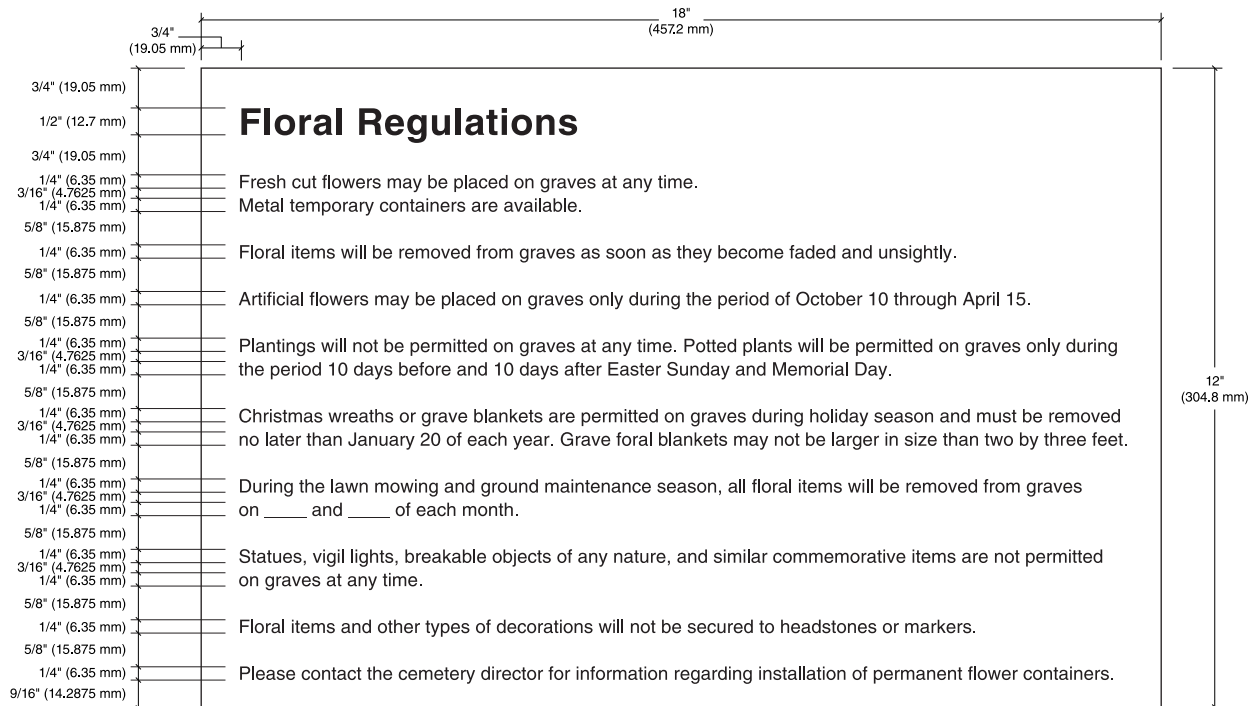 18"
(457.2 mm)
3/4"
(19.05 mm)
3/4" (19.05 mm)
1/2" (12.7 mm)
Floral Regulations
3/4" (19.05 mm)
1/4" (6.35 mm)
Fresh cut flowers may be placed on graves at any time.
3/16" (4.7625 mm)
1/4" (6.35 mm)
Metal temporary containers are available.
5/8" (15.875 mm)
1/4" (6.35 mm)
Floral items will be removed from graves as soon as they become faded and unsightly.
5/8" (15.875 mm)
1/4" (6.35 mm)
Artificial flowers may be placed on graves only during the period of October 10 through April 15.
5/8" (15.875 mm)
1/4" (6.35 mm)
Plantings will not be permitted on graves at any time. Potted plants will be permitted on graves only during
3/16" (4.7625 mm)
1/4" (6.35 mm)
the period 10 days before and 10 days after Easter Sunday and Memorial Day.
5/8" (15.875 mm)
12"
(304.8 mm)
1/4" (6.35 mm)
Christmas wreaths or grave blankets are permitted on graves during holiday season and must be removed
3/16" (4.7625 mm)
1/4" (6.35 mm)
no later than January 20 of each year. Grave foral blankets may not be larger in size than two by three feet.
5/8" (15.875 mm)
1/4" (6.35 mm)
During the lawn mowing and ground maintenance season, all floral items will be removed from graves
3/16" (4.7625 mm)
1/4" (6.35 mm)
on ____ and ____ of each month.
5/8" (15.875 mm)
1/4" (6.35 mm)
Statues, vigil lights, breakable objects of any nature, and similar commemorative items are not permitted
3/16" (4.7625 mm)
1/4" (6.35 mm)
on graves at any time.
5/8" (15.875 mm)
1/4" (6.35 mm)
Floral items and other types of decorations will not be secured to headstones or markers.
5/8" (15.875 mm)
1/4" (6.35 mm)
Please contact the cemetery director for information regarding installation of permanent flower containers.
9/16" (14.2875 mm)